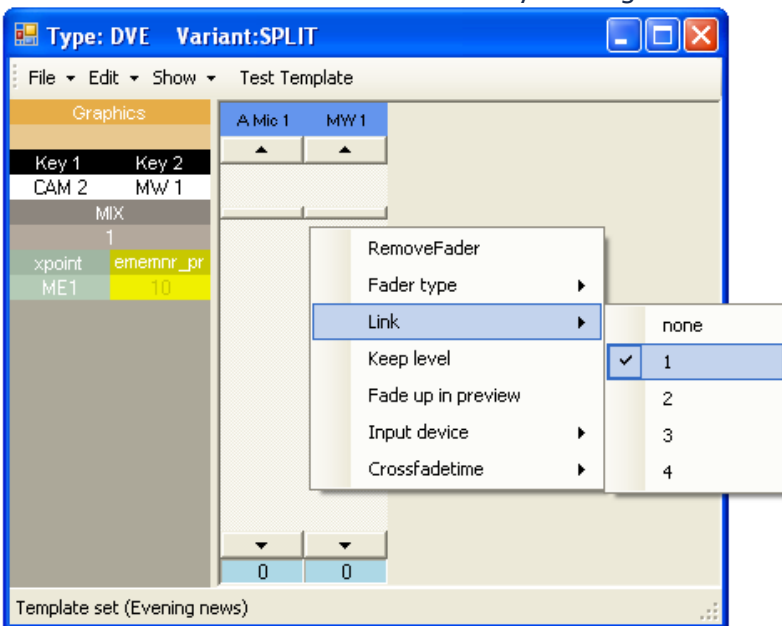 Type: DVE Variant:SPLIT
File Edit Show Test Template
Graphics
A Mic 1 MW 1
Key 1 Key 2
CAM 2 MW 1
MIX
1
xpoint ememnr_pr
ME1 10
RemoveFader
Fader type
Link
none
Keep level
1
Fade up in preview
2
Input device
3
Crossfadetime
4
0 0
Template set (Evening news)